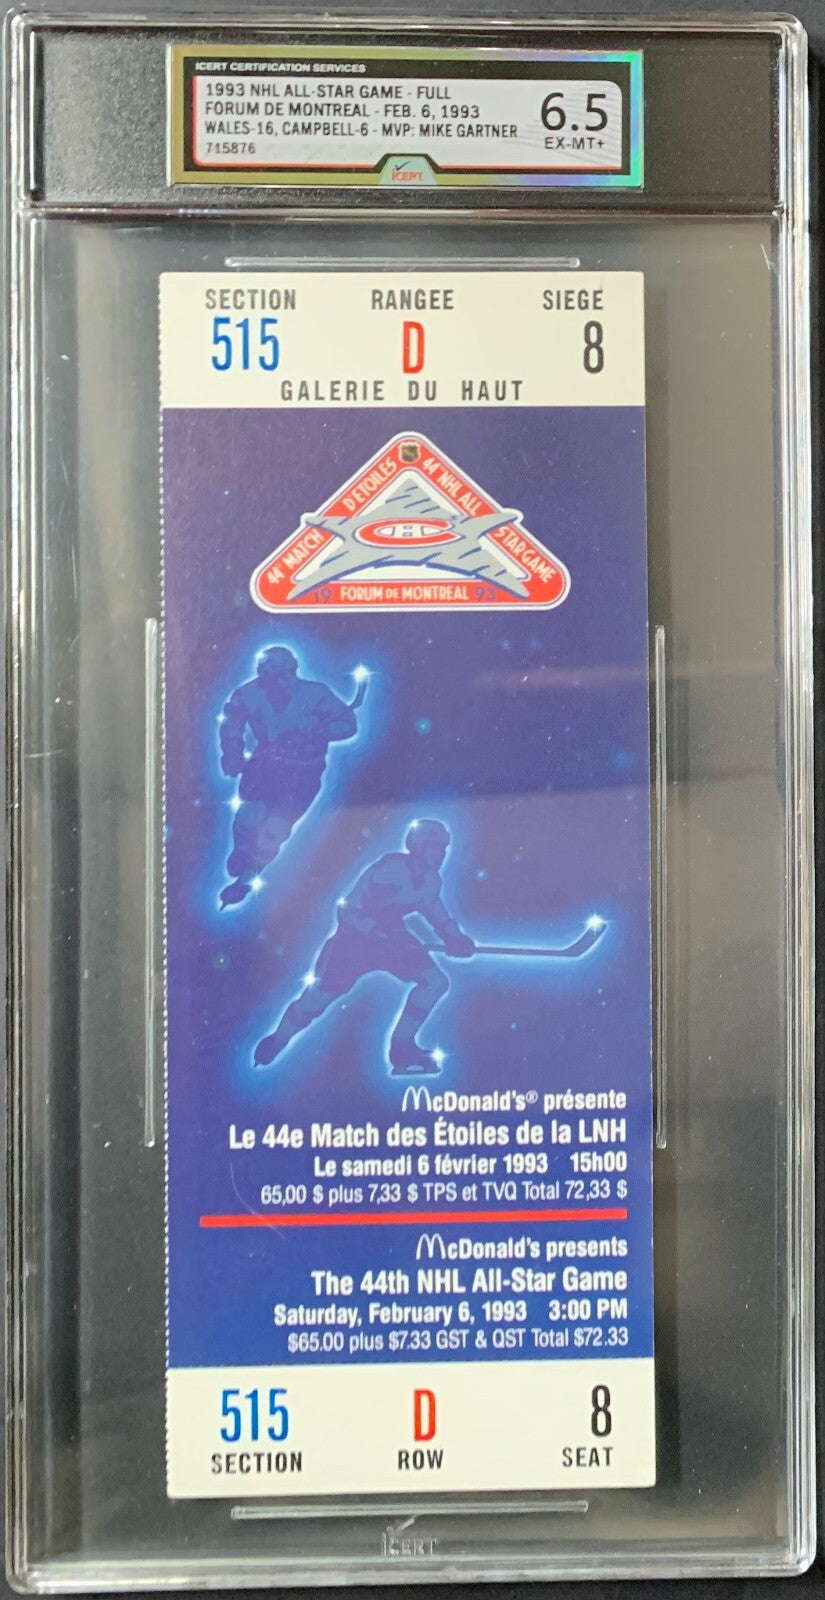 ICERT CERTIFICATION SERVICES
1993 NHL ALL-STAR GAME - FULL
FORUM DE MONTREAL - FEB. 6, 1993
WALES-16, CAMPBELL-6 - MVP: MIKE GARTNER
715876
6.5
EX-MT+
iCERT
SECTION RANGEE SIEGE
515 D 8
GALERIE DU HAUT
44e MATCH D'ETOILES
44th NHL ALL STAR GAME
19 FORUM DE MONTREAL 93
McDonald's® présente
Le 44e Match des Étoiles de la LNH
Le samedi 6 février 1993 15h00
65,00 $ plus 7,33 $ TPS et TVQ Total 72,33 $
McDonald's presents
The 44th NHL All-Star Game
Saturday, February 6, 1993 3:00 PM
$65.00 plus $7.33 GST & QST Total $72.33
515 D 8
SECTION ROW SEAT
iCERT